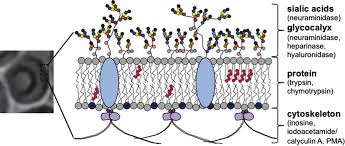 sialic acids
(neuraminidase)
glycocalyx
(neuraminidase,
heparinase,
hyaluronidase)
protein
(trypsin,
chymotrypsin)
cytoskeleton
(inosine,
iodoacetamide/
calyculin A, PMA)